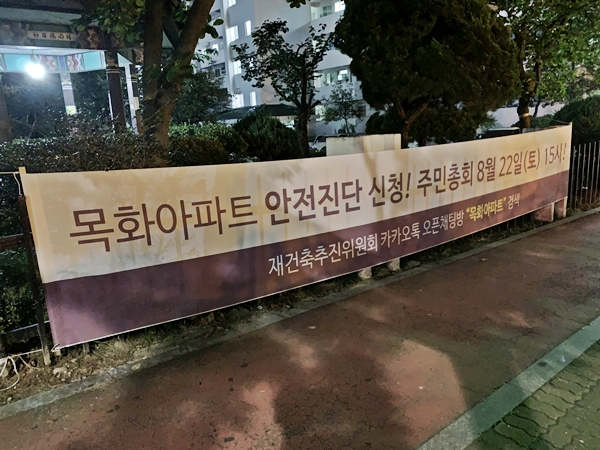 목화아파트 안전진단 신청! 주민총회 8월 22일(토) 15시!
재건축추진위원회 카카오톡 오픈채팅방 "목화아파트" 검색